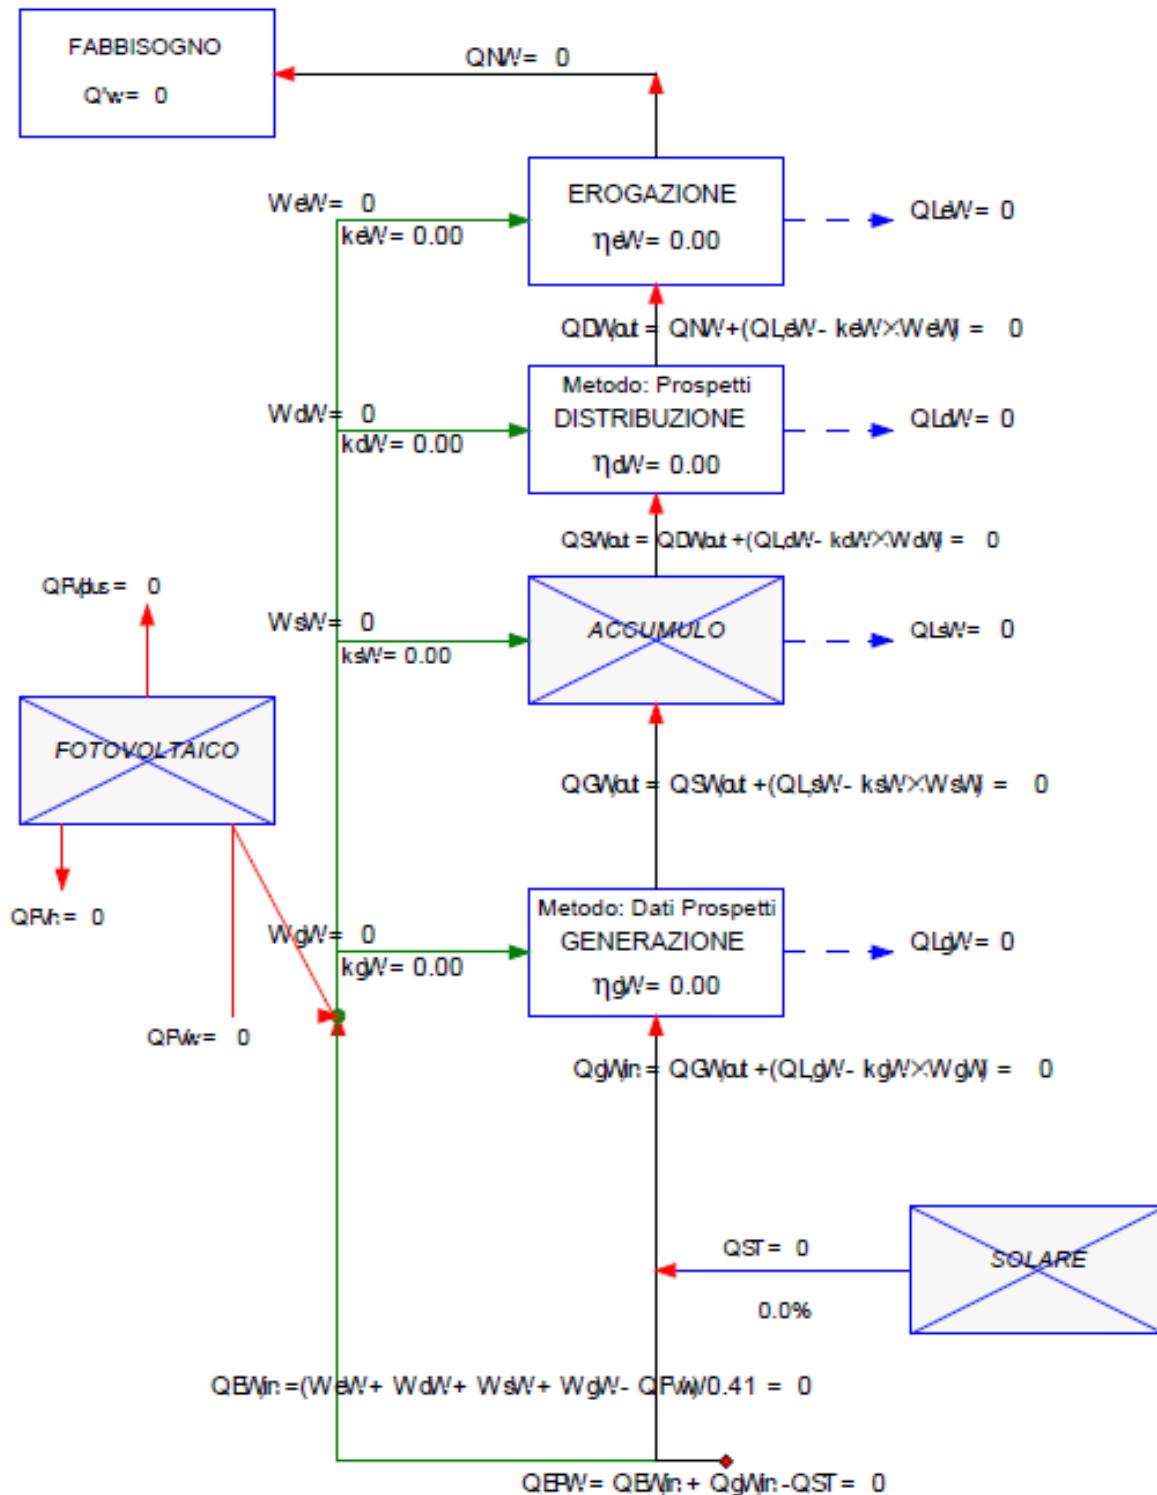 FABBISOGNO
Q'w= 0
QNW= 0
EROGAZIONE
ηeW= 0.00
WeW= 0
keW= 0.00
QLeW= 0
QDWout = QNW+(QLeW- keW×WeW) = 0
Metodo: Prospetti
DISTRIBUZIONE
ηdW= 0.00
WdW= 0
kdW= 0.00
QLdW= 0
QSWout = QDWout +(QLdW- kdW×WdW) = 0
QPVplus= 0
ACCUMULO
WsW= 0
ksW= 0.00
QLsW= 0
FOTOVOLTAICO
QGWout = QSWout +(QLsW- ksW×WsW) = 0
QPVh= 0
Metodo: Dati Prospetti
GENERAZIONE
ηgW= 0.00
WgW= 0
kgW= 0.00
QLgW= 0
QPVw= 0
QgWin= QGWout +(QLgW- kgW×WgW) = 0
QST= 0
0.0%
SOLARE
QEWin=(WeW+ WdW+ WsW+ WgW- QPVw)/0.41 = 0
QEPW= QEWin+ QgWin-QST= 0